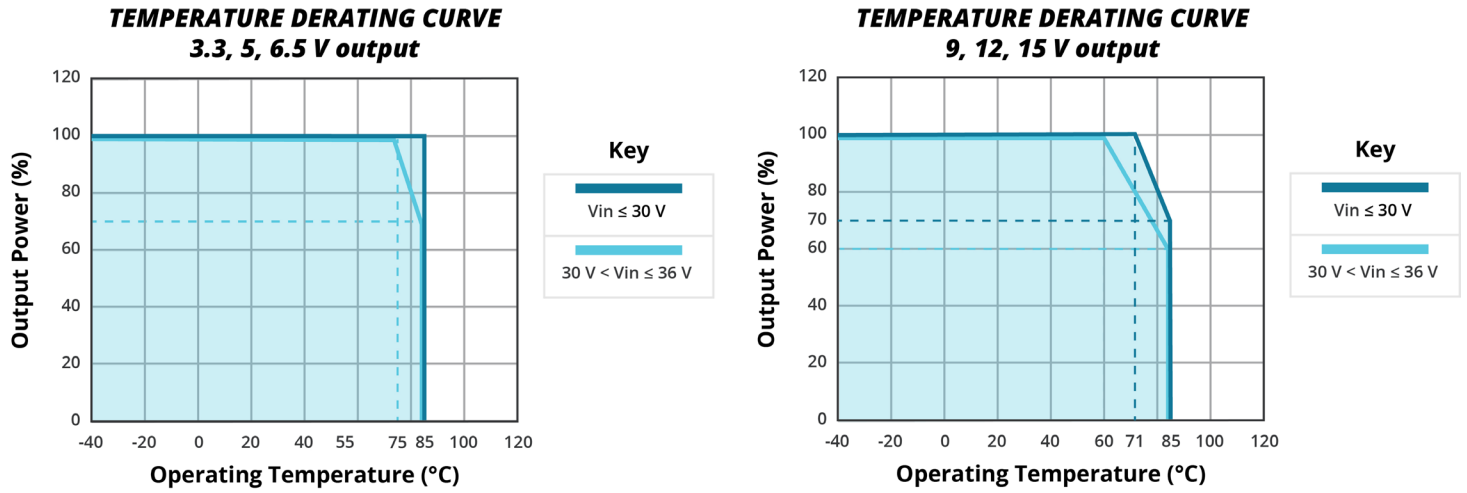 TEMPERATURE DERATING CURVE
3.3, 5, 6.5 V output
120
100
80
60
40
20
0
-40 -20 0 20 40 55 75 85 100 120
Output Power (%)
Operating Temperature (°C)
Key
Vin ≤ 30 V
30 V < Vin ≤ 36 V
TEMPERATURE DERATING CURVE
9, 12, 15 V output
120
100
80
70
60
40
20
0
-40 -20 0 20 40 60 71 85 100 120
Output Power (%)
Operating Temperature (°C)
Key
Vin ≤ 30 V
30 V < Vin ≤ 36 V